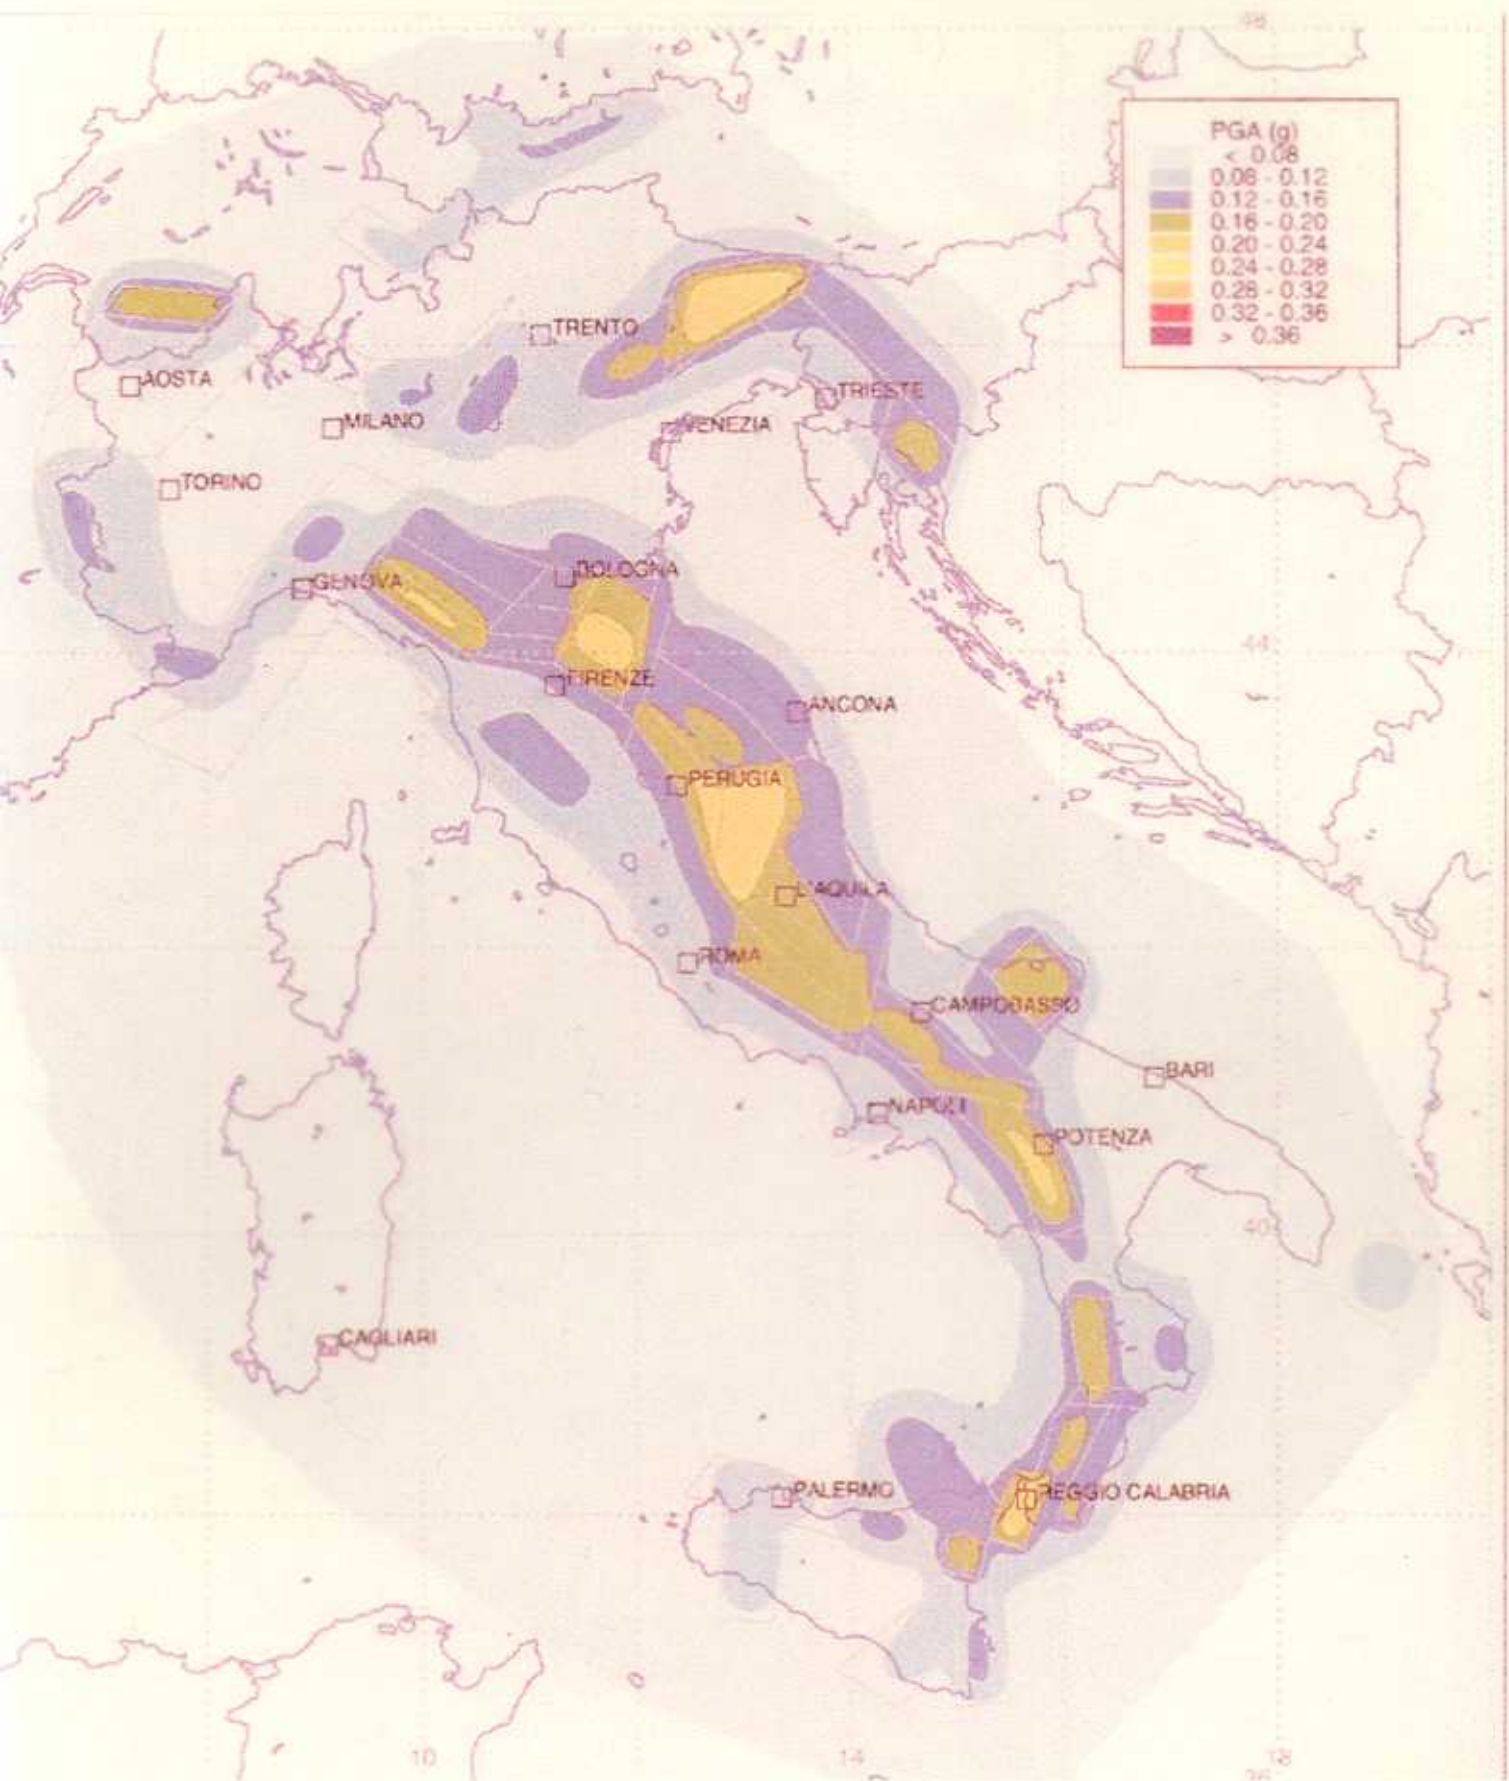 48
PGA (g)
< 0.08
0.08 - 0.12
0.12 - 0.16
0.16 - 0.20
0.20 - 0.24
0.24 - 0.28
0.28 - 0.32
0.32 - 0.36
> 0.36
TRENTO
AOSTA
TRIESTE
MILANO
VENEZIA
TORINO
BOLOGNA
GENOVA
44
FIRENZE
ANCONA
PERUGIA
L'AQUILA
ROMA
CAMPOBASSO
BARI
NAPOLI
POTENZA
40
CAGLIARI
PALERMO
REGGIO CALABRIA
10
14
18
36